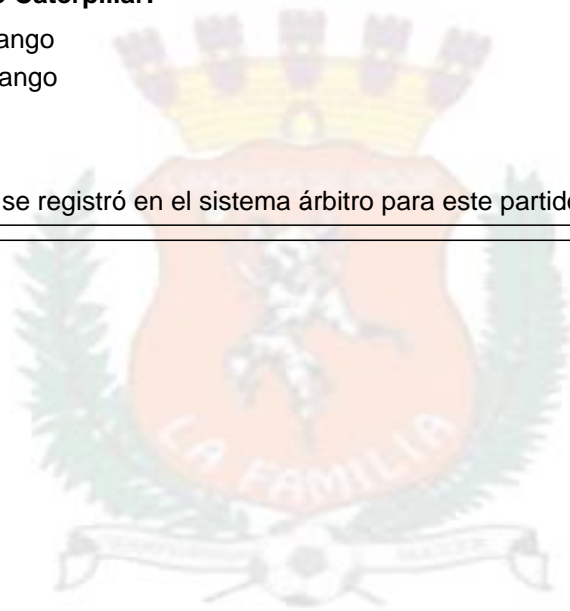 Caterpillar:
ango
ango
se registró en el sistema árbitro para este partido
LA FAMILIA